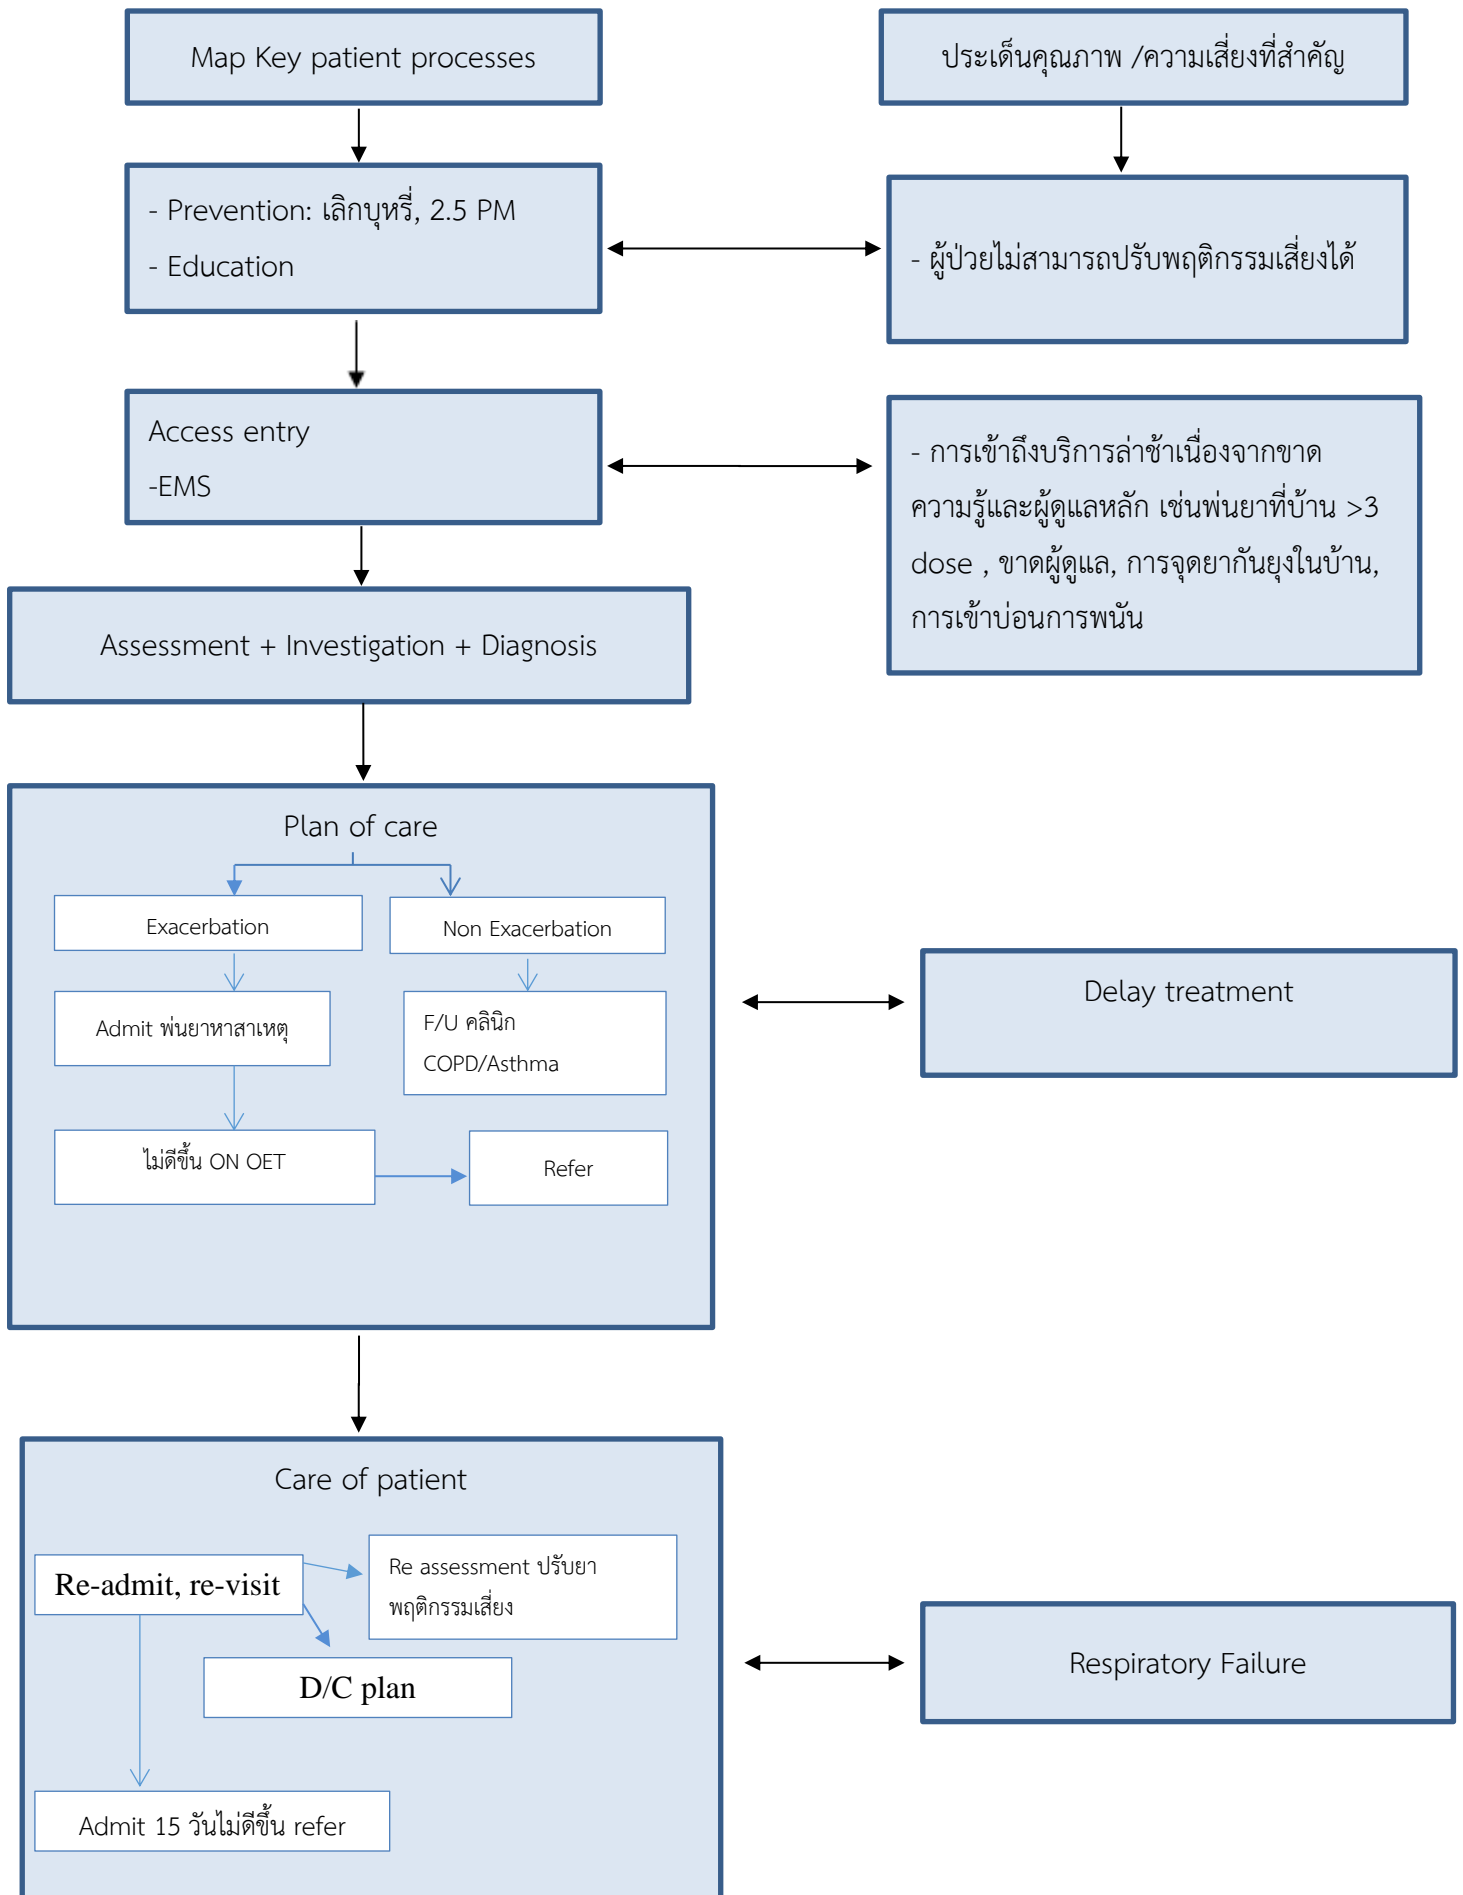 Map Key patient processes
ประเด็นคุณภาพ /ความเสี่ยงที่สำคัญ
- Prevention: เลิกบุหรี่, 2.5 PM
- Education
- ผู้ป่วยไม่สามารถปรับพฤติกรรมเสี่ยงได้
Access entry
-EMS
- การเข้าถึงบริการล่าช้าเนื่องจากขาด
ความรู้และผู้ดูแลหลัก เช่นพ่นยาที่บ้าน >3
dose , ขาดผู้ดูแล, การจุดยากันยุงในบ้าน,
การเข้าบ่อนการพนัน
Assessment + Investigation + Diagnosis
Plan of care
Exacerbation
Non Exacerbation
Admit พ่นยาหาสาเหตุ
F/U คลินิก
COPD/Asthma
ไม่ดีขึ้น ON OET
Refer
Delay treatment
Care of patient
Re-admit, re-visit
Re assessment ปรับยา
พฤติกรรมเสี่ยง
D/C plan
Admit 15 วันไม่ดีขึ้น refer
Respiratory Failure